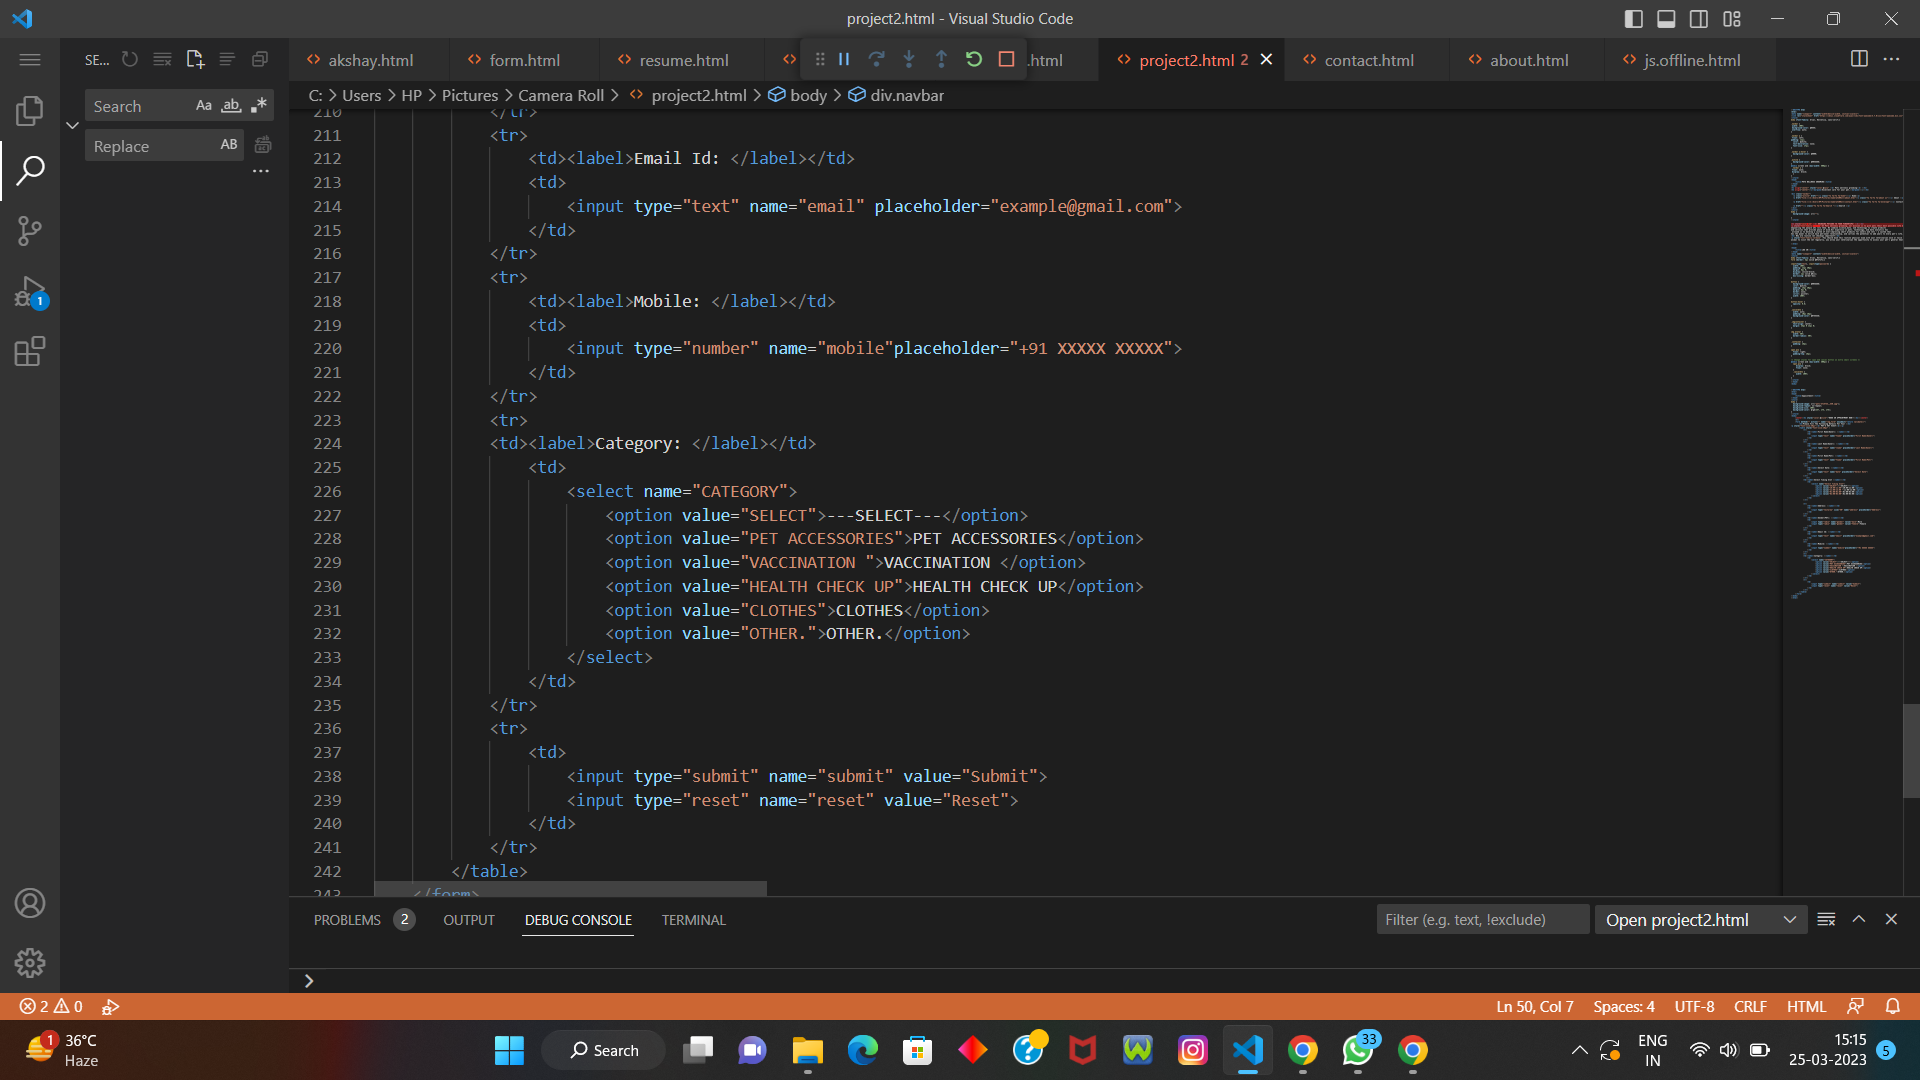 project2.html - Visual Studio Code
SE...
akshay.html
form.html
resume.html
.html
project2.html 2
contact.html
about.html
js.offline.html
Search Aa ab
Replace AB
C: > Users > HP > Pictures > Camera Roll > project2.html > body > div.navbar
210 </tr>
211 <tr>
212 <td><label>Email Id: </label></td>
213 <td>
214 <input type="text" name="email" placeholder="example@gmail.com">
215 </td>
216 </tr>
217 <tr>
218 <td><label>Mobile: </label></td>
219 <td>
220 <input type="number" name="mobile"placeholder="+91 XXXXX XXXXX">
221 </td>
222 </tr>
223 <tr>
224 <td><label>Category: </label></td>
225 <td>
226 <select name="CATEGORY">
227 <option value="SELECT">---SELECT---</option>
228 <option value="PET ACCESSORIES">PET ACCESSORIES</option>
229 <option value="VACCINATION ">VACCINATION </option>
230 <option value="HEALTH CHECK UP">HEALTH CHECK UP</option>
231 <option value="CLOTHES">CLOTHES</option>
232 <option value="OTHER.">OTHER.</option>
233 </select>
234 </td>
235 </tr>
236 <tr>
237 <td>
238 <input type="submit" name="submit" value="Submit">
239 <input type="reset" name="reset" value="Reset">
240 </td>
241 </tr>
242 </table>
243 </form>
1
PROBLEMS 2 OUTPUT DEBUG CONSOLE TERMINAL
Filter (e.g. text, !exclude)
Open project2.html
2 0
Ln 50, Col 7 Spaces: 4 UTF-8 CRLF HTML
1
36°C
Haze
Search
33
ENG
IN
15:15
25-03-2023
5